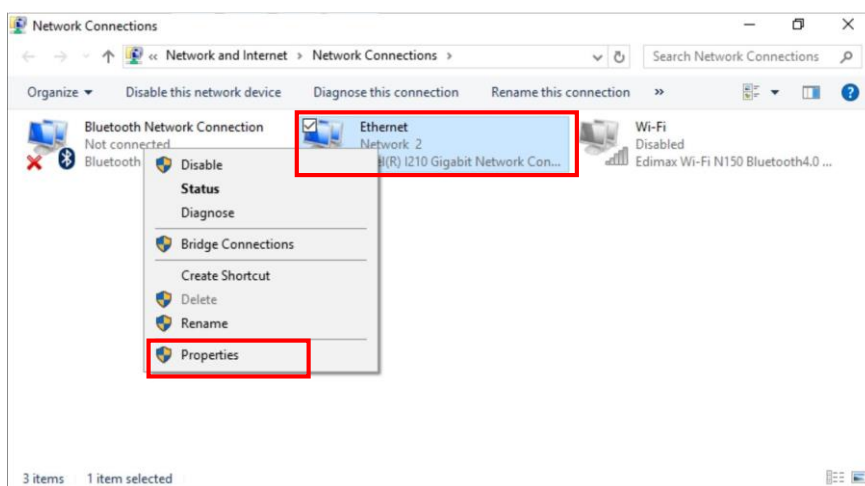 Network Connections
« Network and Internet > Network Connections >
Search Network Connections
Organize Disable this network device Diagnose this connection Rename this connection »
Bluetooth Network Connection
Not connected
Bluetooth
Ethernet
Network 2
(R) I210 Gigabit Network Con...
Wi-Fi
Disabled
Edimax Wi-Fi N150 Bluetooth4.0 ...
Disable
Status
Diagnose
Bridge Connections
Create Shortcut
Delete
Rename
Properties
3 items 1 item selected